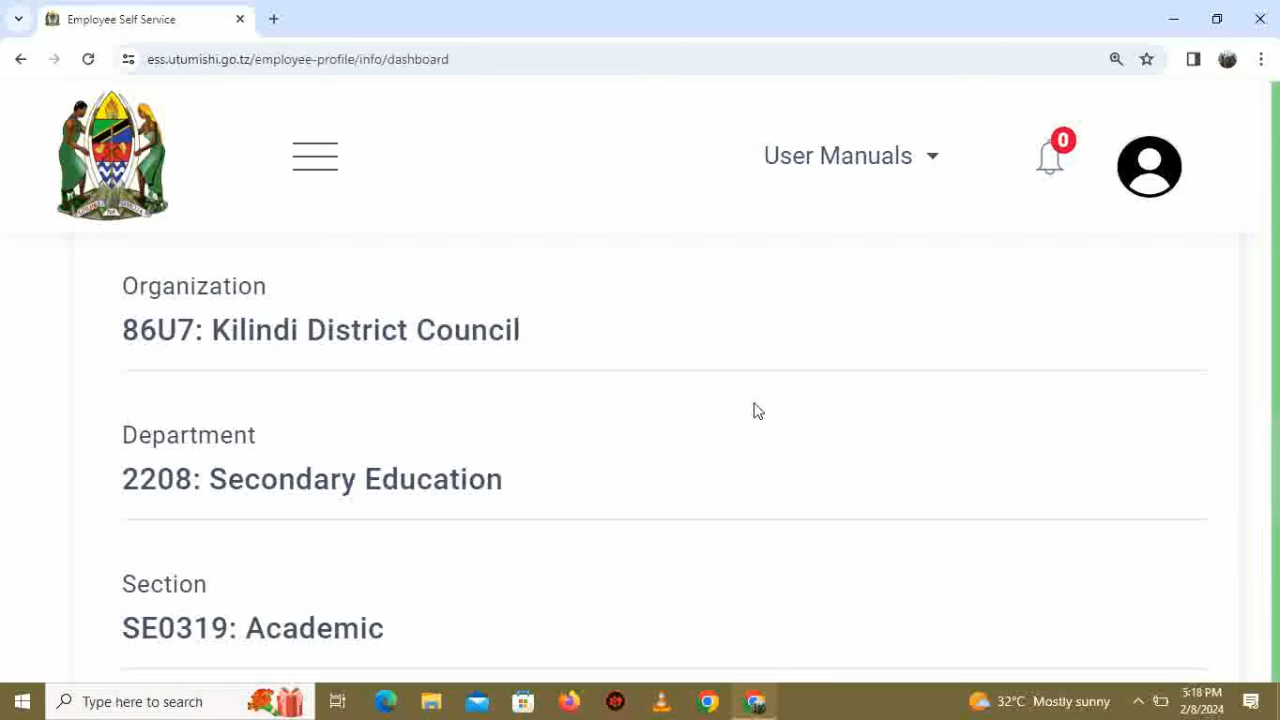 Employee Self Service
ess.utumishi.go.tz/employee-profile/info/dashboard
User Manuals
0
Organization
86U7: Kilindi District Council
Department
2208: Secondary Education
Section
SE0319: Academic
Type here to search
32°C Mostly sunny
5:18 PM
2/8/2024